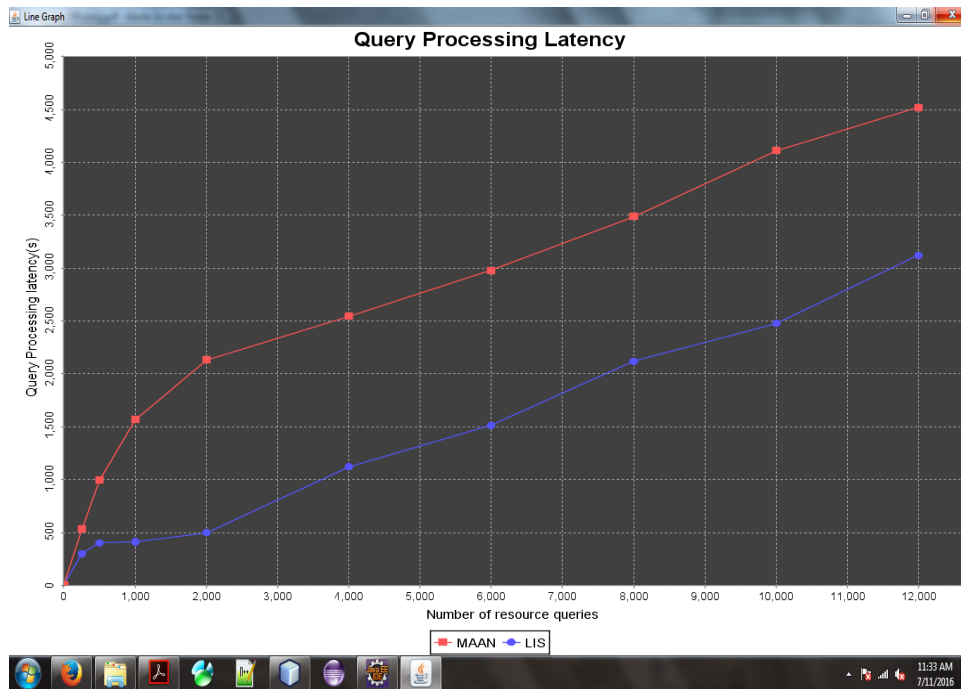 Line Graph
Query Processing Latency
Query Processing latency(s)
5,000
4,500
4,000
3,500
3,000
2,500
2,000
1,500
1,000
500
0
0 1,000 2,000 3,000 4,000 5,000 6,000 7,000 8,000 9,000 10,000 11,000 12,000
Number of resource queries
MAAN LIS
Java EE
IDE
11:33 AM
7/11/2016